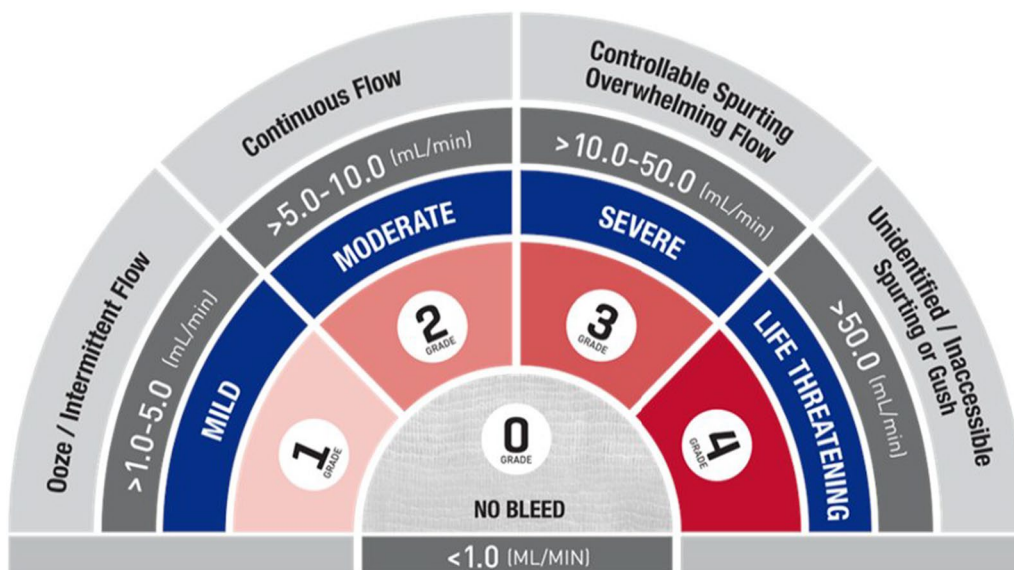 Ooze / Intermittent Flow
>1.0-5.0 (mL/min)
MILD
1
GRADE
Continuous Flow
>5.0-10.0 (mL/min)
MODERATE
2
GRADE
Controllable Spurting
Overwhelming Flow
>10.0-50.0 (mL/min)
SEVERE
3
GRADE
Unidentified / Inaccessible
Spurting or Gush
>50.0 (mL/min)
LIFE THREATENING
4
GRADE
0
GRADE
NO BLEED
<1.0 (ML/MIN)